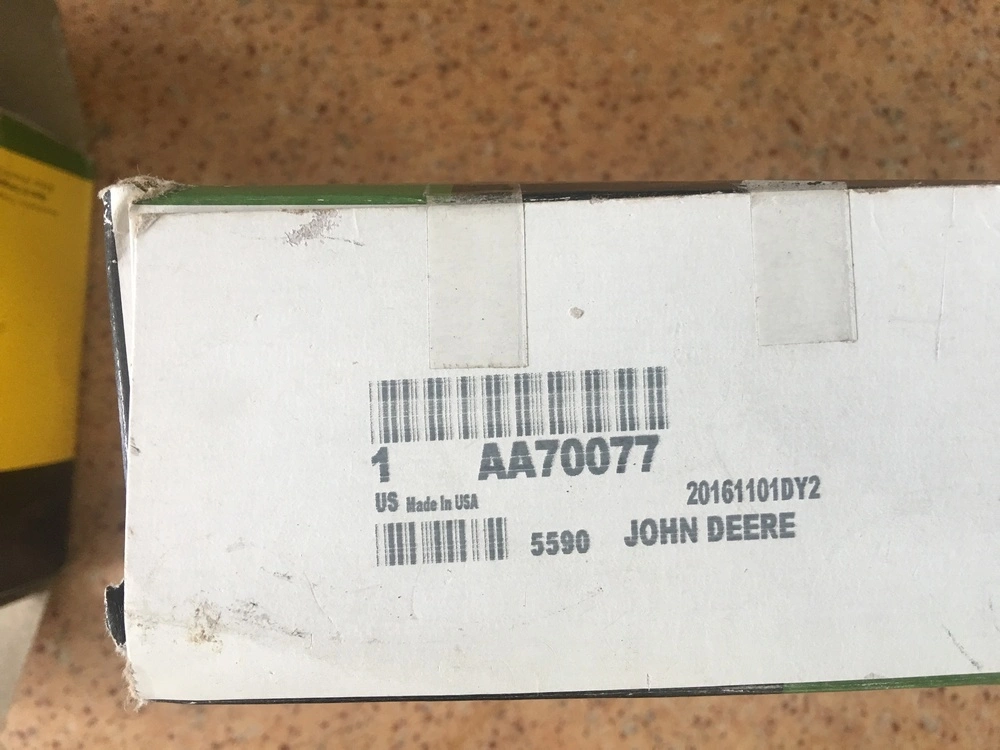 1 AA70077
US Made In USA 20161101DY2
5590 JOHN DEERE